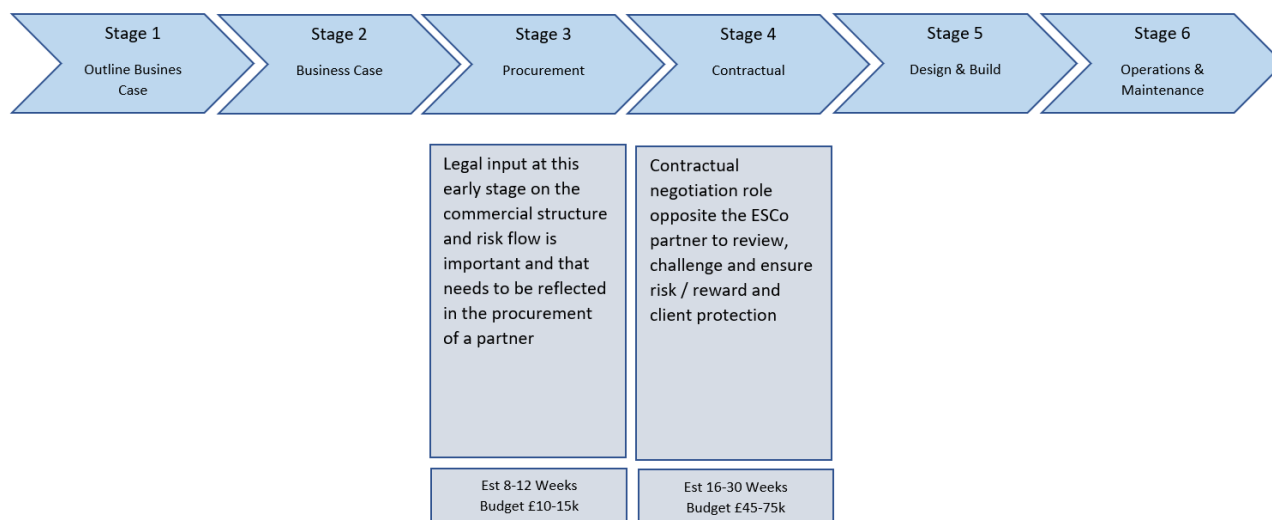 Stage 1
Outline Busines
Case
Stage 2
Business Case
Stage 3
Procurement
Stage 4
Contractual
Stage 5
Design & Build
Stage 6
Operations &
Maintenance
Legal input at this
early stage on the
commercial structure
and risk flow is
important and that
needs to be reflected
in the procurement
of a partner
Contractual
negotiation role
opposite the ESCo
partner to review,
challenge and ensure
risk / reward and
client protection
Est 8-12 Weeks
Budget £10-15k
Est 16-30 Weeks
Budget £45-75k